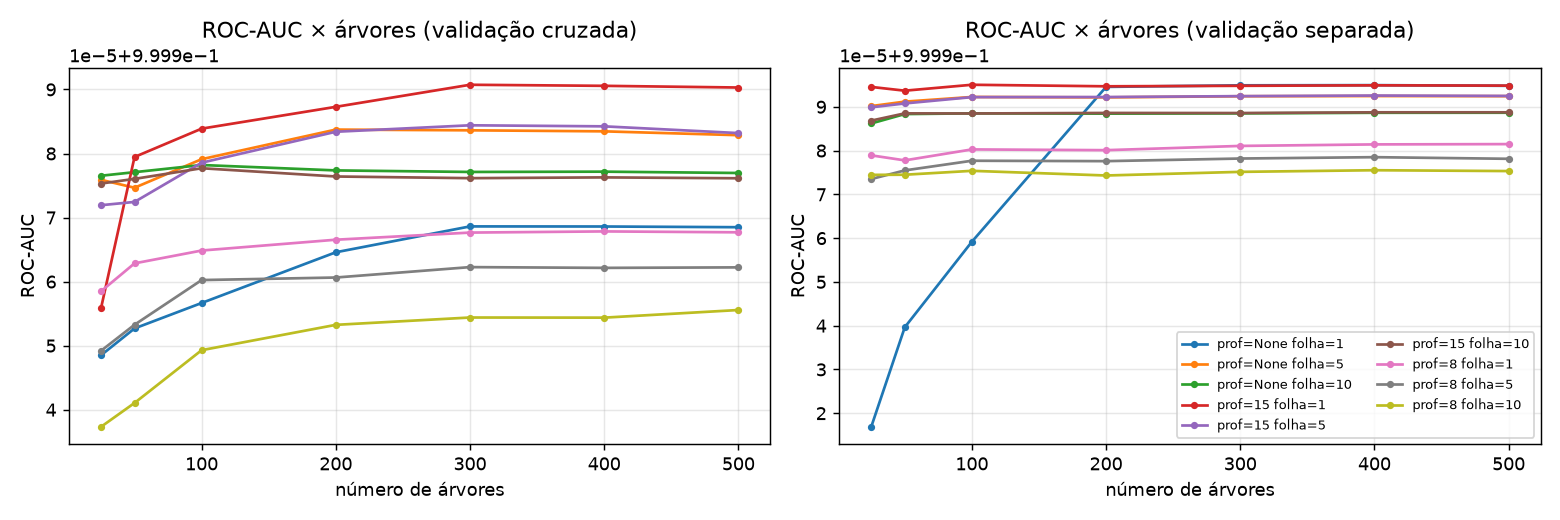 ROC-AUC × árvores (validação cruzada)
1e−5+9.999e−1
9
8
7
6
5
4
ROC-AUC
100 200 300 400 500
número de árvores
ROC-AUC × árvores (validação separada)
1e−5+9.999e−1
9
8
7
6
5
4
3
2
ROC-AUC
100 200 300 400 500
número de árvores
prof=None folha=1
prof=None folha=5
prof=None folha=10
prof=15 folha=1
prof=15 folha=5
prof=15 folha=10
prof=8 folha=1
prof=8 folha=5
prof=8 folha=10